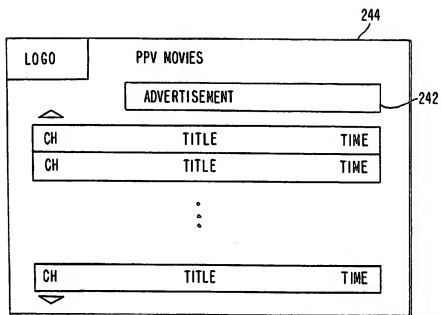 244
LOGO PPV MOVIES
ADVERTISEMENT 242
CH TITLE TIME
CH TITLE TIME
CH TITLE TIME